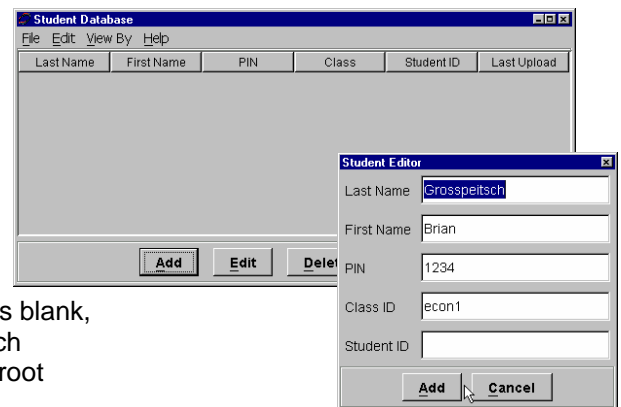 Student Database
File Edit View By Help
Last Name First Name PIN Class Student ID Last Upload
Add Edit Delet
Student Editor
Last Name Grosspeitsch
First Name Brian
PIN 1234
Class ID econ1
Student ID
Add Cancel
s blank,
ch
root